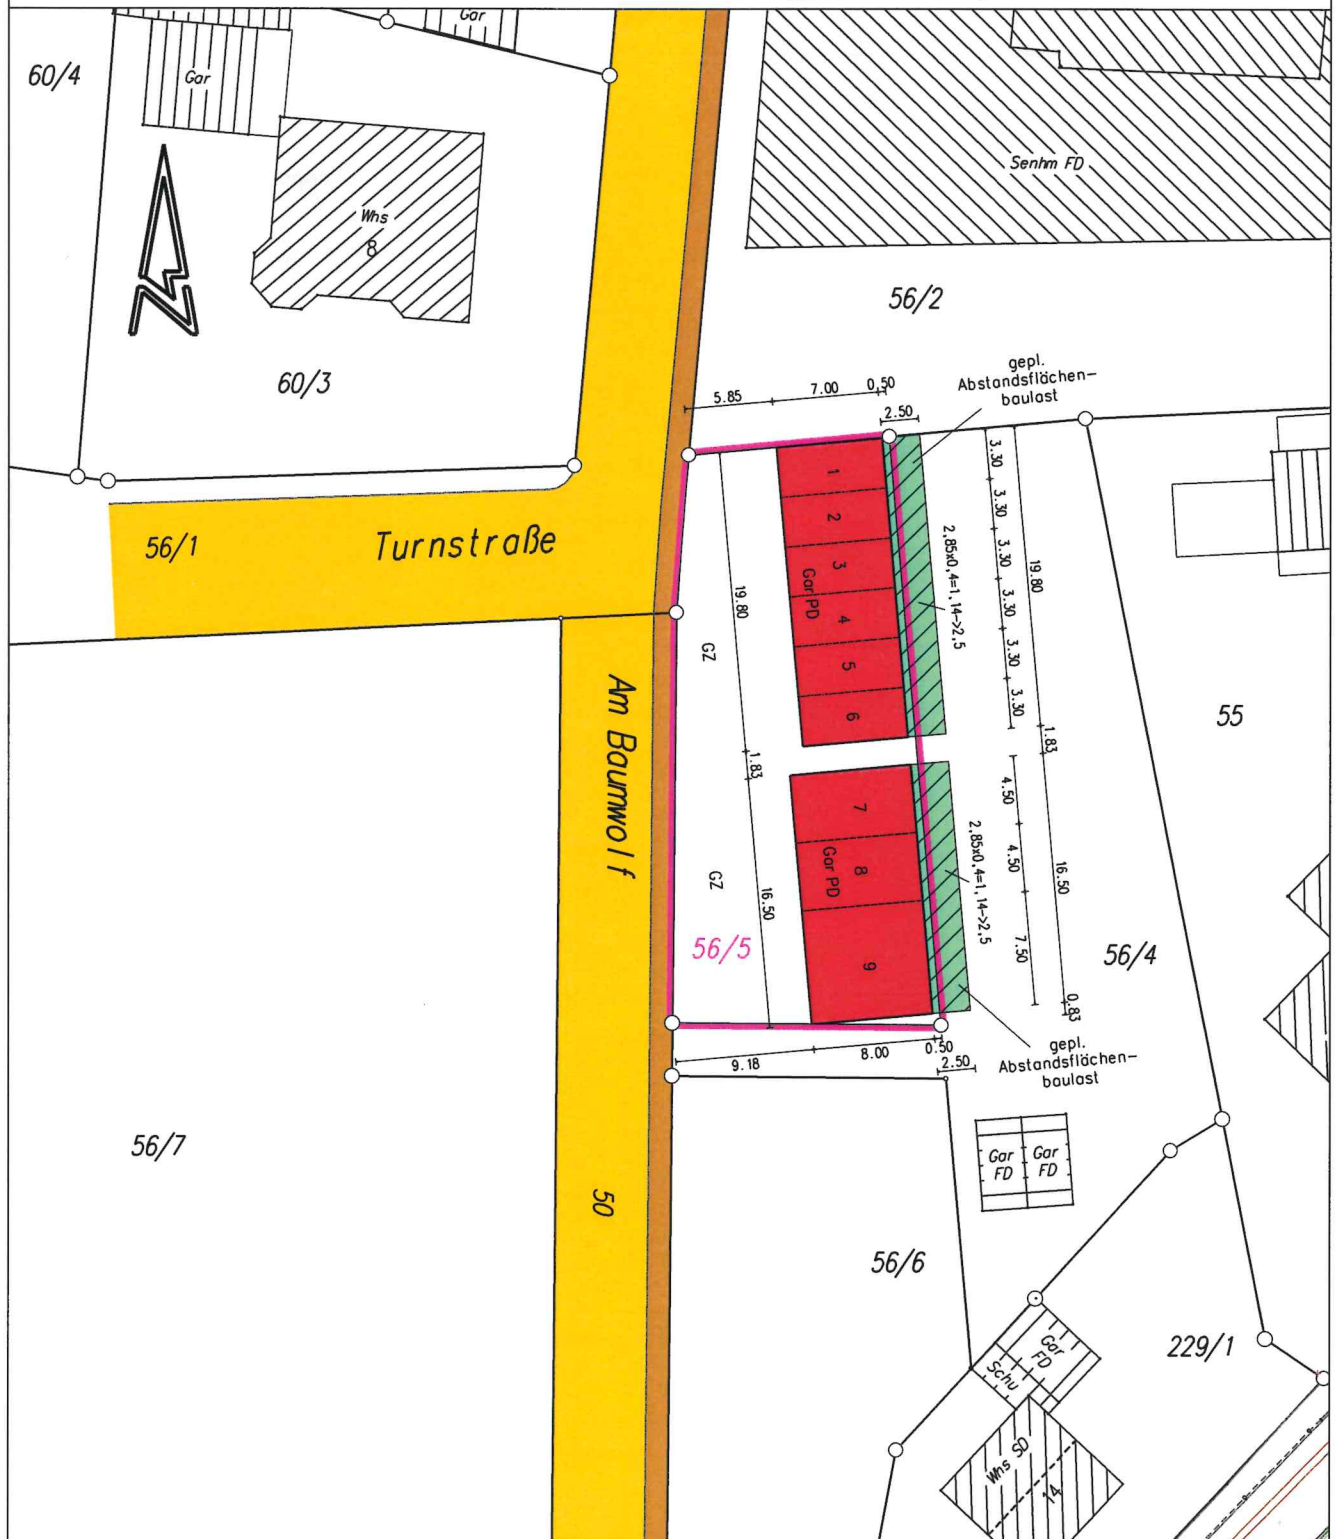 Gar
60/4
Gar
Senhm FD
Whs
8
N
56/2
60/3
gepl.
Abstandsflächen-
baulast
5.85
7.00
0,50
2.50
56/1
Turnstraße
1
2
3
4
5
6
Gar PD
3.30
3.30
3.30
3.30
3.30
3.30
19.80
2,85x0,4=1,14->2,5
19.80
GZ
Am Baumwolf
55
1.83
1.83
7
8
9
Gar PD
4.50
4.50
7.50
16.50
0.83
2,85x0,4=1,14->2,5
16.50
GZ
56/5
56/4
9.18
8.00
0.50
2.50
gepl.
Abstandsflächen-
baulast
56/7
50
Gar
FD
Gar
FD
56/6
229/1
Gar
FD
Schu
Whs SD
14